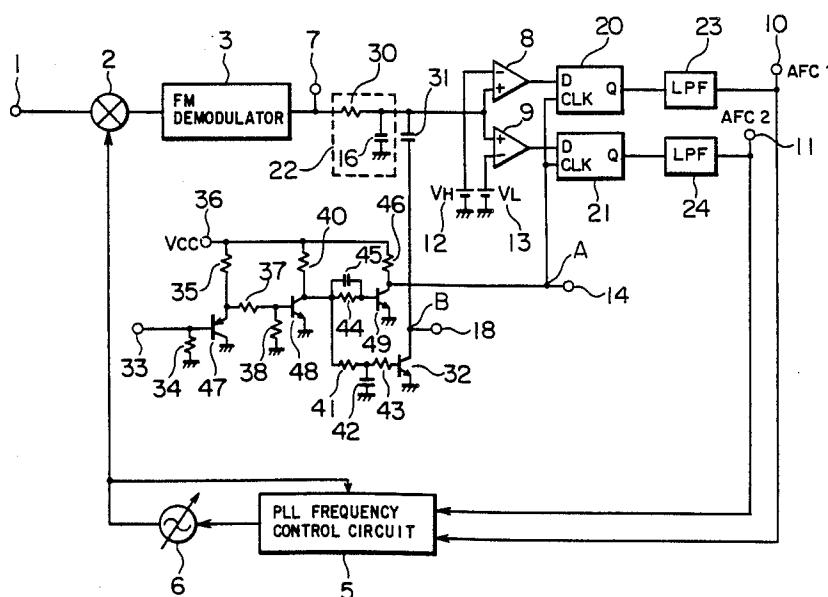 1
2
3
FM
DEMODULATOR
7
30
22
16
31
8
9
20
D Q
CLK
23
LPF
10
AFC 1
AFC 2
11
D Q
CLK
21
LPF
24
VH
12
VL
13
A
14
B
18
36
VCC
35
37
40
45
46
44
49
33
34
47
38
48
41
42
43
32
PLL FREQUENCY
CONTROL CIRCUIT
5
6